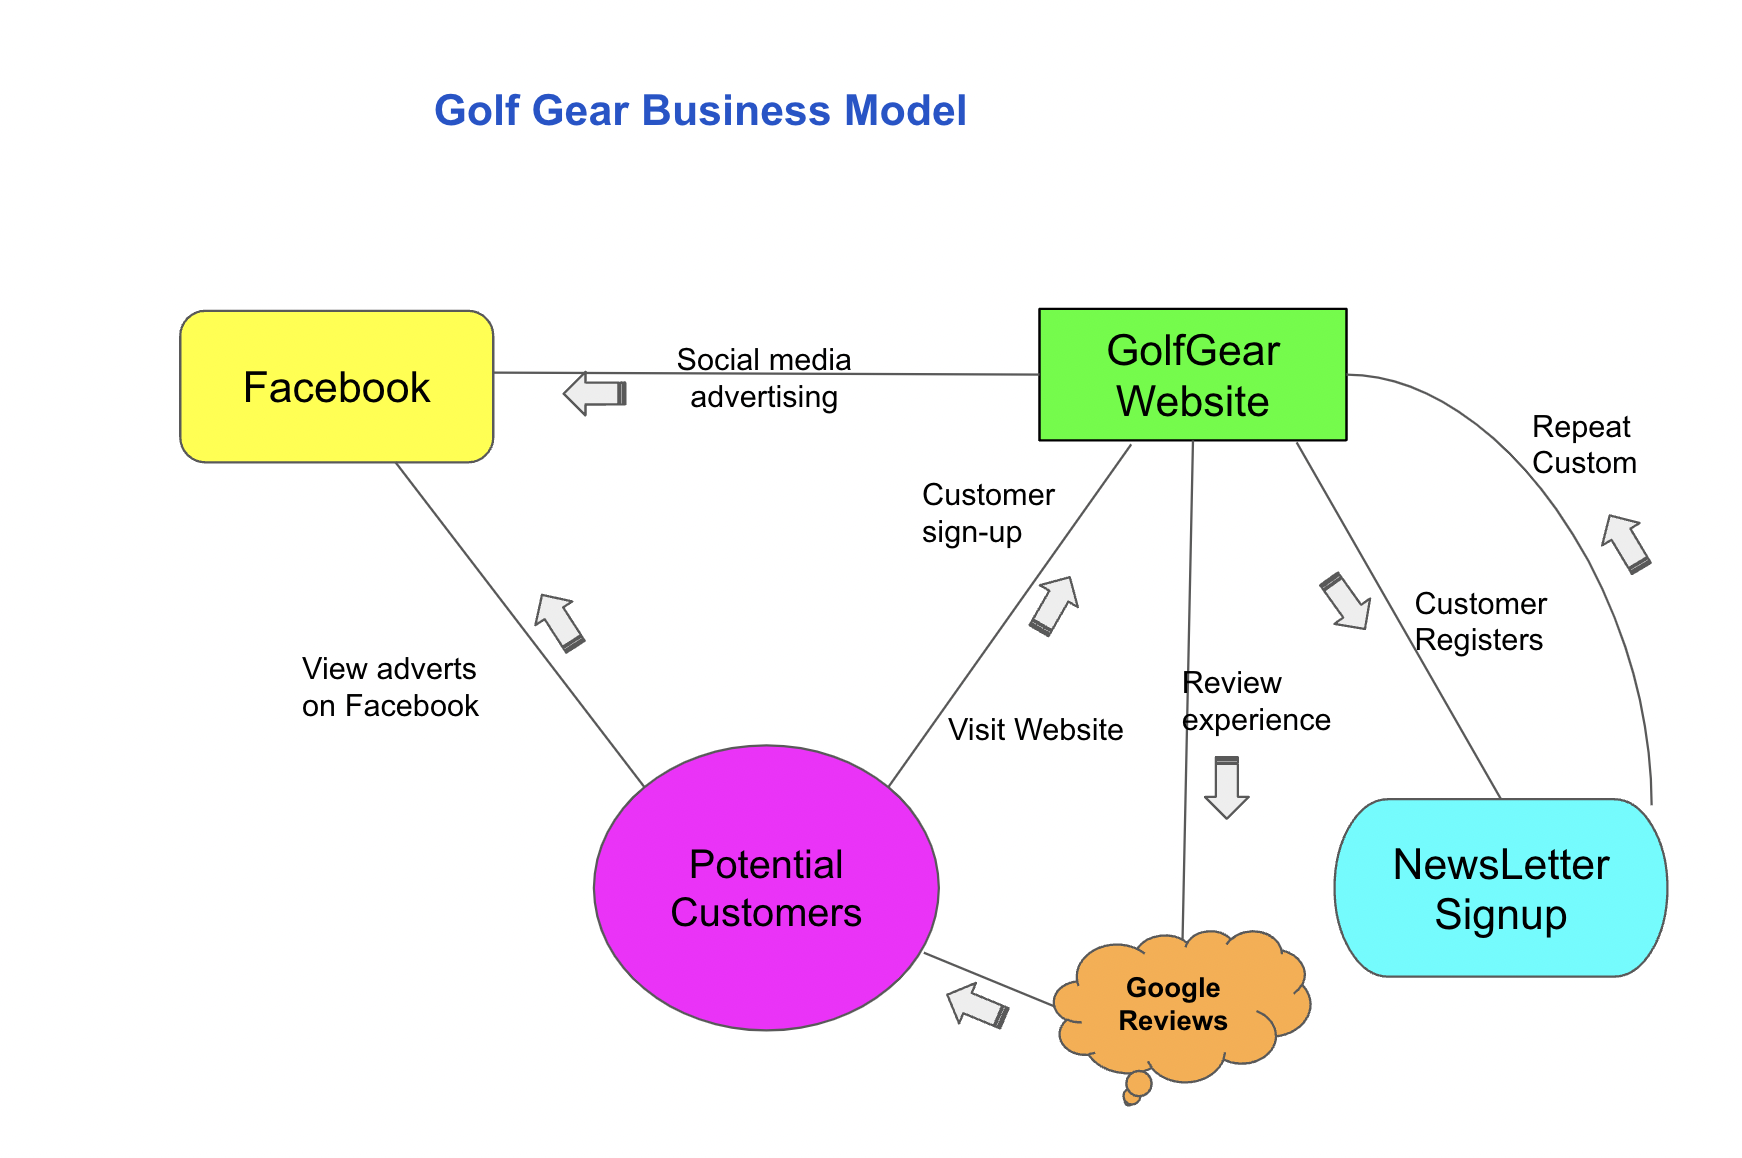 Golf Gear Business Model
Facebook
Social media
advertising
GolfGear
Website
Repeat
Custom
Customer
sign-up
Customer
Registers
View adverts
on Facebook
Visit Website
Review
experience
Potential
Customers
NewsLetter
Signup
Google
Reviews